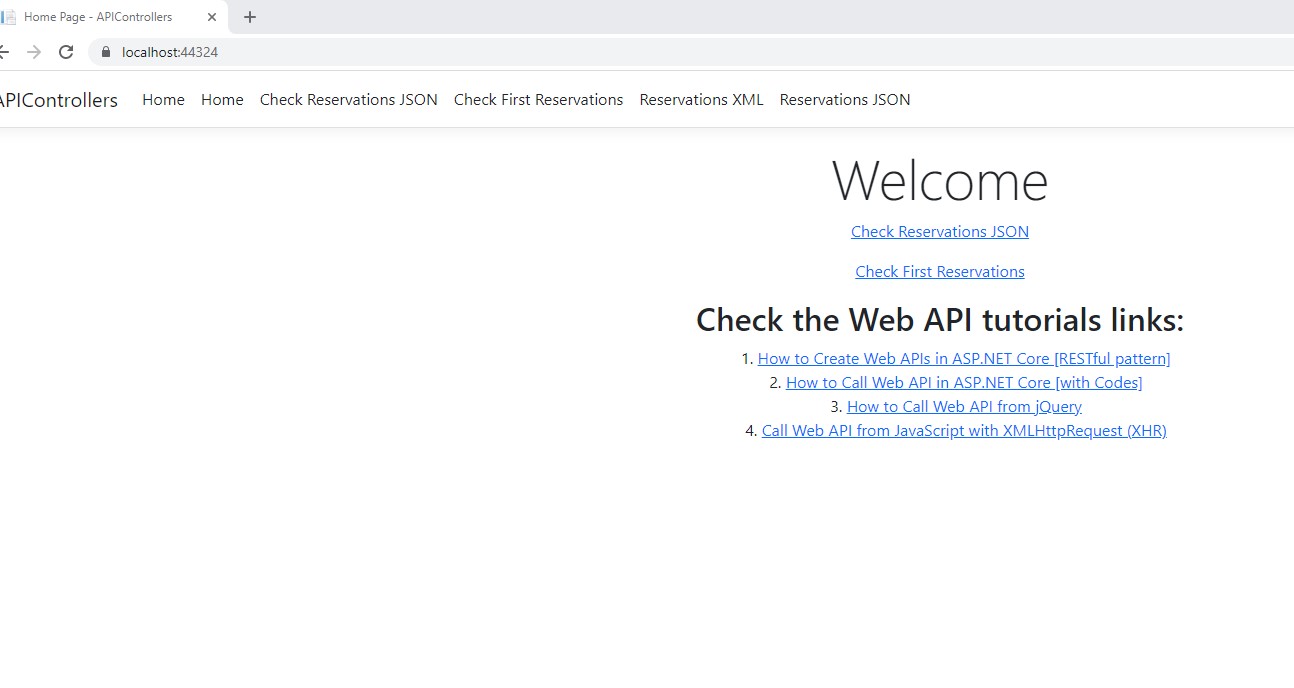 Home Page - APIControllers
localhost:44324
APIControllers Home Home Check Reservations JSON Check First Reservations Reservations XML Reservations JSON
Welcome
Check Reservations JSON
Check First Reservations
Check the Web API tutorials links:
1. How to Create Web APIs in ASP.NET Core [RESTful pattern]
2. How to Call Web API in ASP.NET Core [with Codes]
3. How to Call Web API from jQuery
4. Call Web API from JavaScript with XMLHttpRequest (XHR)